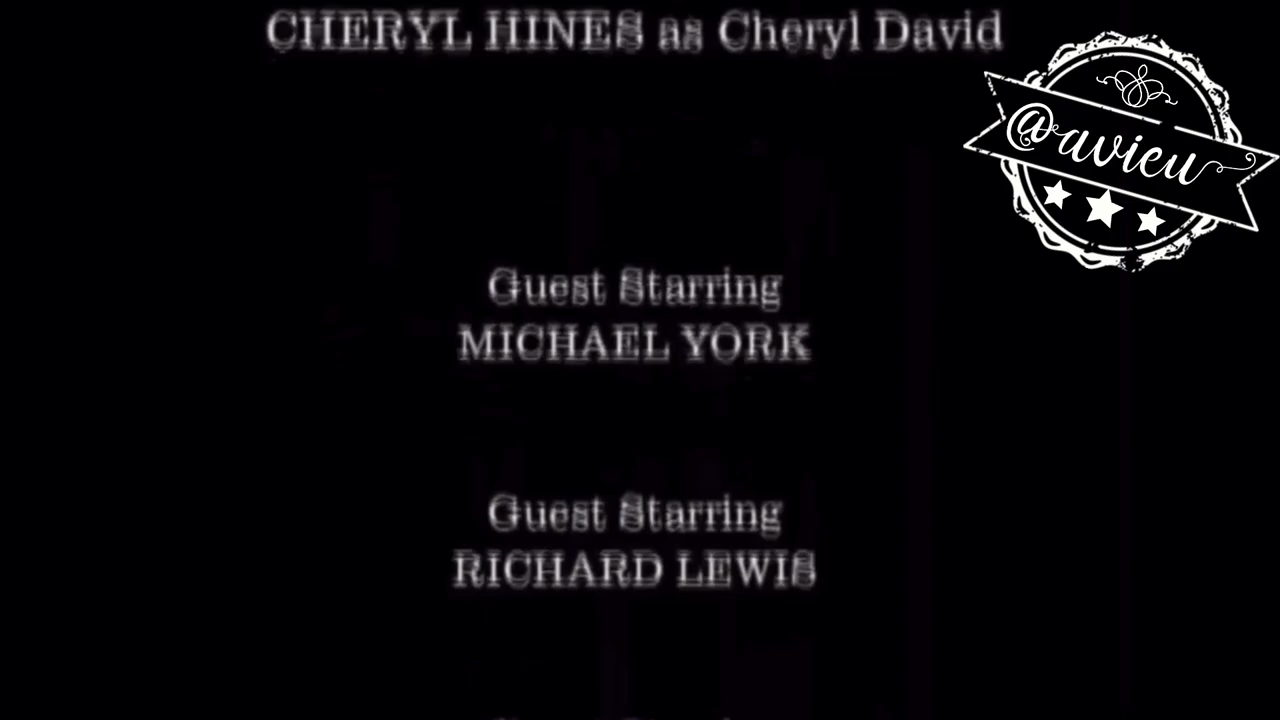 CHERYL HINES as Cheryl David
@avieu
Guest Starring
MICHAEL YORK
Guest Starring
RICHARD LEWIS